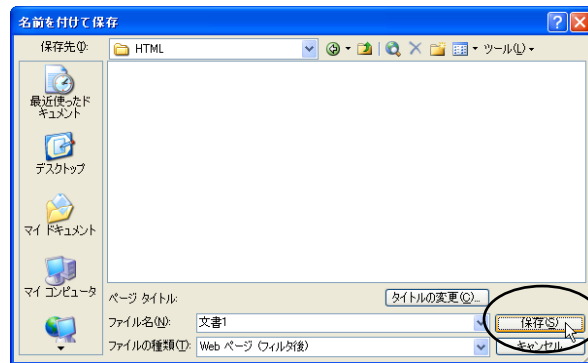 名前を付けて保存
保存先(I):
HTML
ツール(L)
最近使ったド
キュメント
デスクトップ
マイ ドキュメント
マイ コンピュータ
ページ タイトル:
タイトルの変更(C)...
ファイル名(N):
文書1
保存(S)
ファイルの種類(T):
Web ページ (フィルタ後)
キャンセル